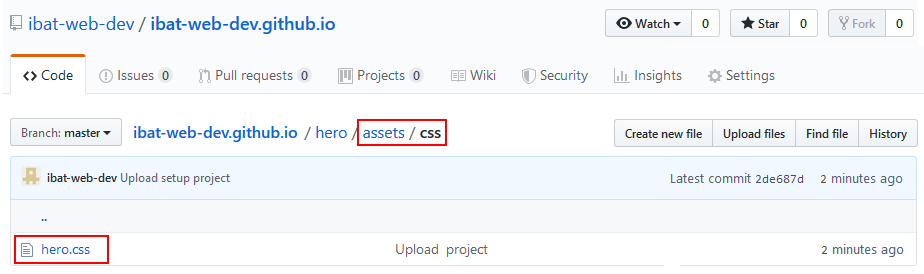 ibat-web-dev / ibat-web-dev.github.io Watch 0 Star 0 Fork 0
Code Issues 0 Pull requests 0 Projects 0 Wiki Security Insights Settings
Branch: master ibat-web-dev.github.io / hero / assets / css Create new file Upload files Find file History
ibat-web-dev Upload setup project Latest commit 2de687d 2 minutes ago
..
hero.css Upload project 2 minutes ago